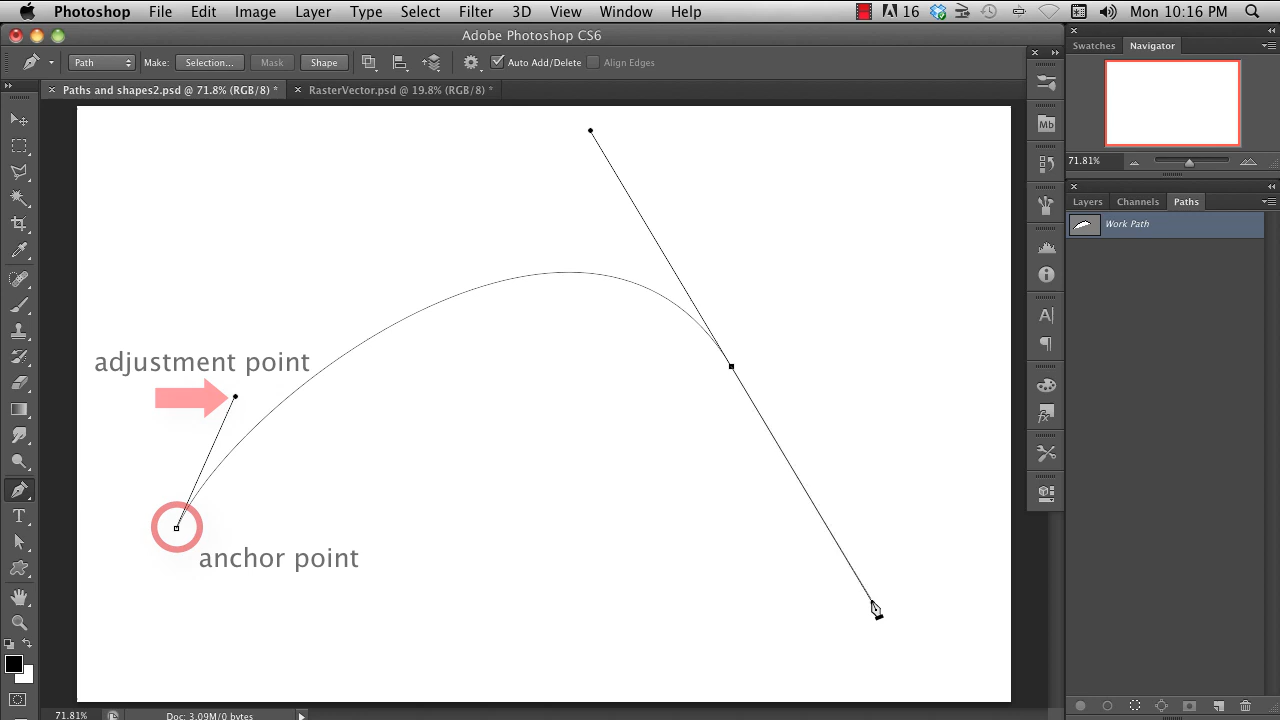 Photoshop File Edit Image Layer Type Select Filter 3D View Window Help 16 Mon 10:16 PM
Adobe Photoshop CS6
Path Make: Selection... Mask Shape Auto Add/Delete Align Edges
Swatches Navigator
Paths and shapes2.psd @ 71.8% (RGB/8) * RasterVector.psd @ 19.8% (RGB/8) *
Mb
71.81%
Layers Channels Paths
Work Path
adjustment point
anchor point
71.81% Doc: 3.09M/0 bytes